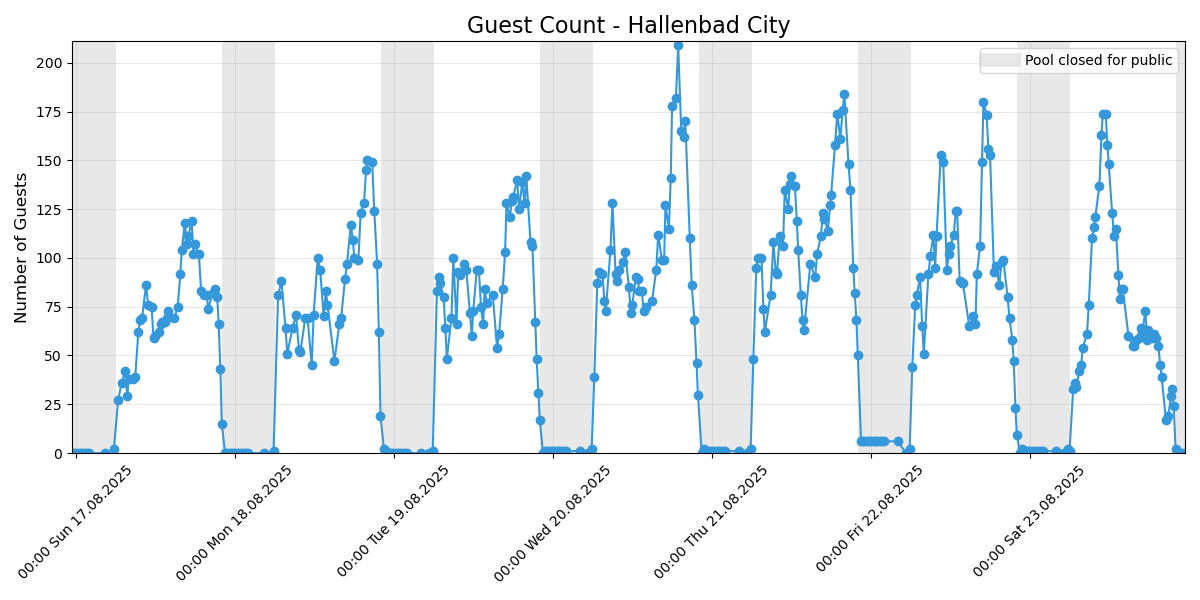 Guest Count - Hallenbad City
Pool closed for public
Number of Guests
200
175
150
125
100
75
50
25
0
00:00 Sun 17.08.2025
00:00 Mon 18.08.2025
00:00 Tue 19.08.2025
00:00 Wed 20.08.2025
00:00 Thu 21.08.2025
00:00 Fri 22.08.2025
00:00 Sat 23.08.2025